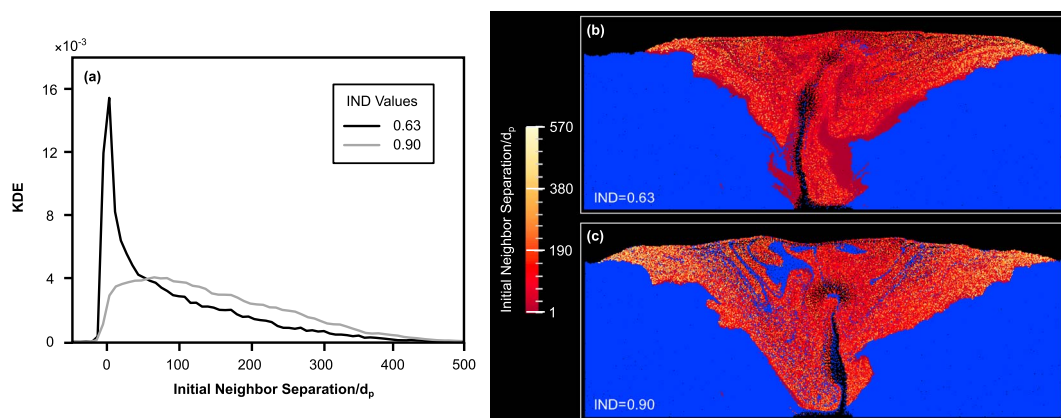 ×10⁻³
(a)
16
12
8
4
0
KDE
IND Values
0.63
0.90
0 100 200 300 400 500
Initial Neighbor Separation/dₚ
Initial Neighbor Separation/dₚ
570
380
190
1
(b)
IND=0.63
(c)
IND=0.90